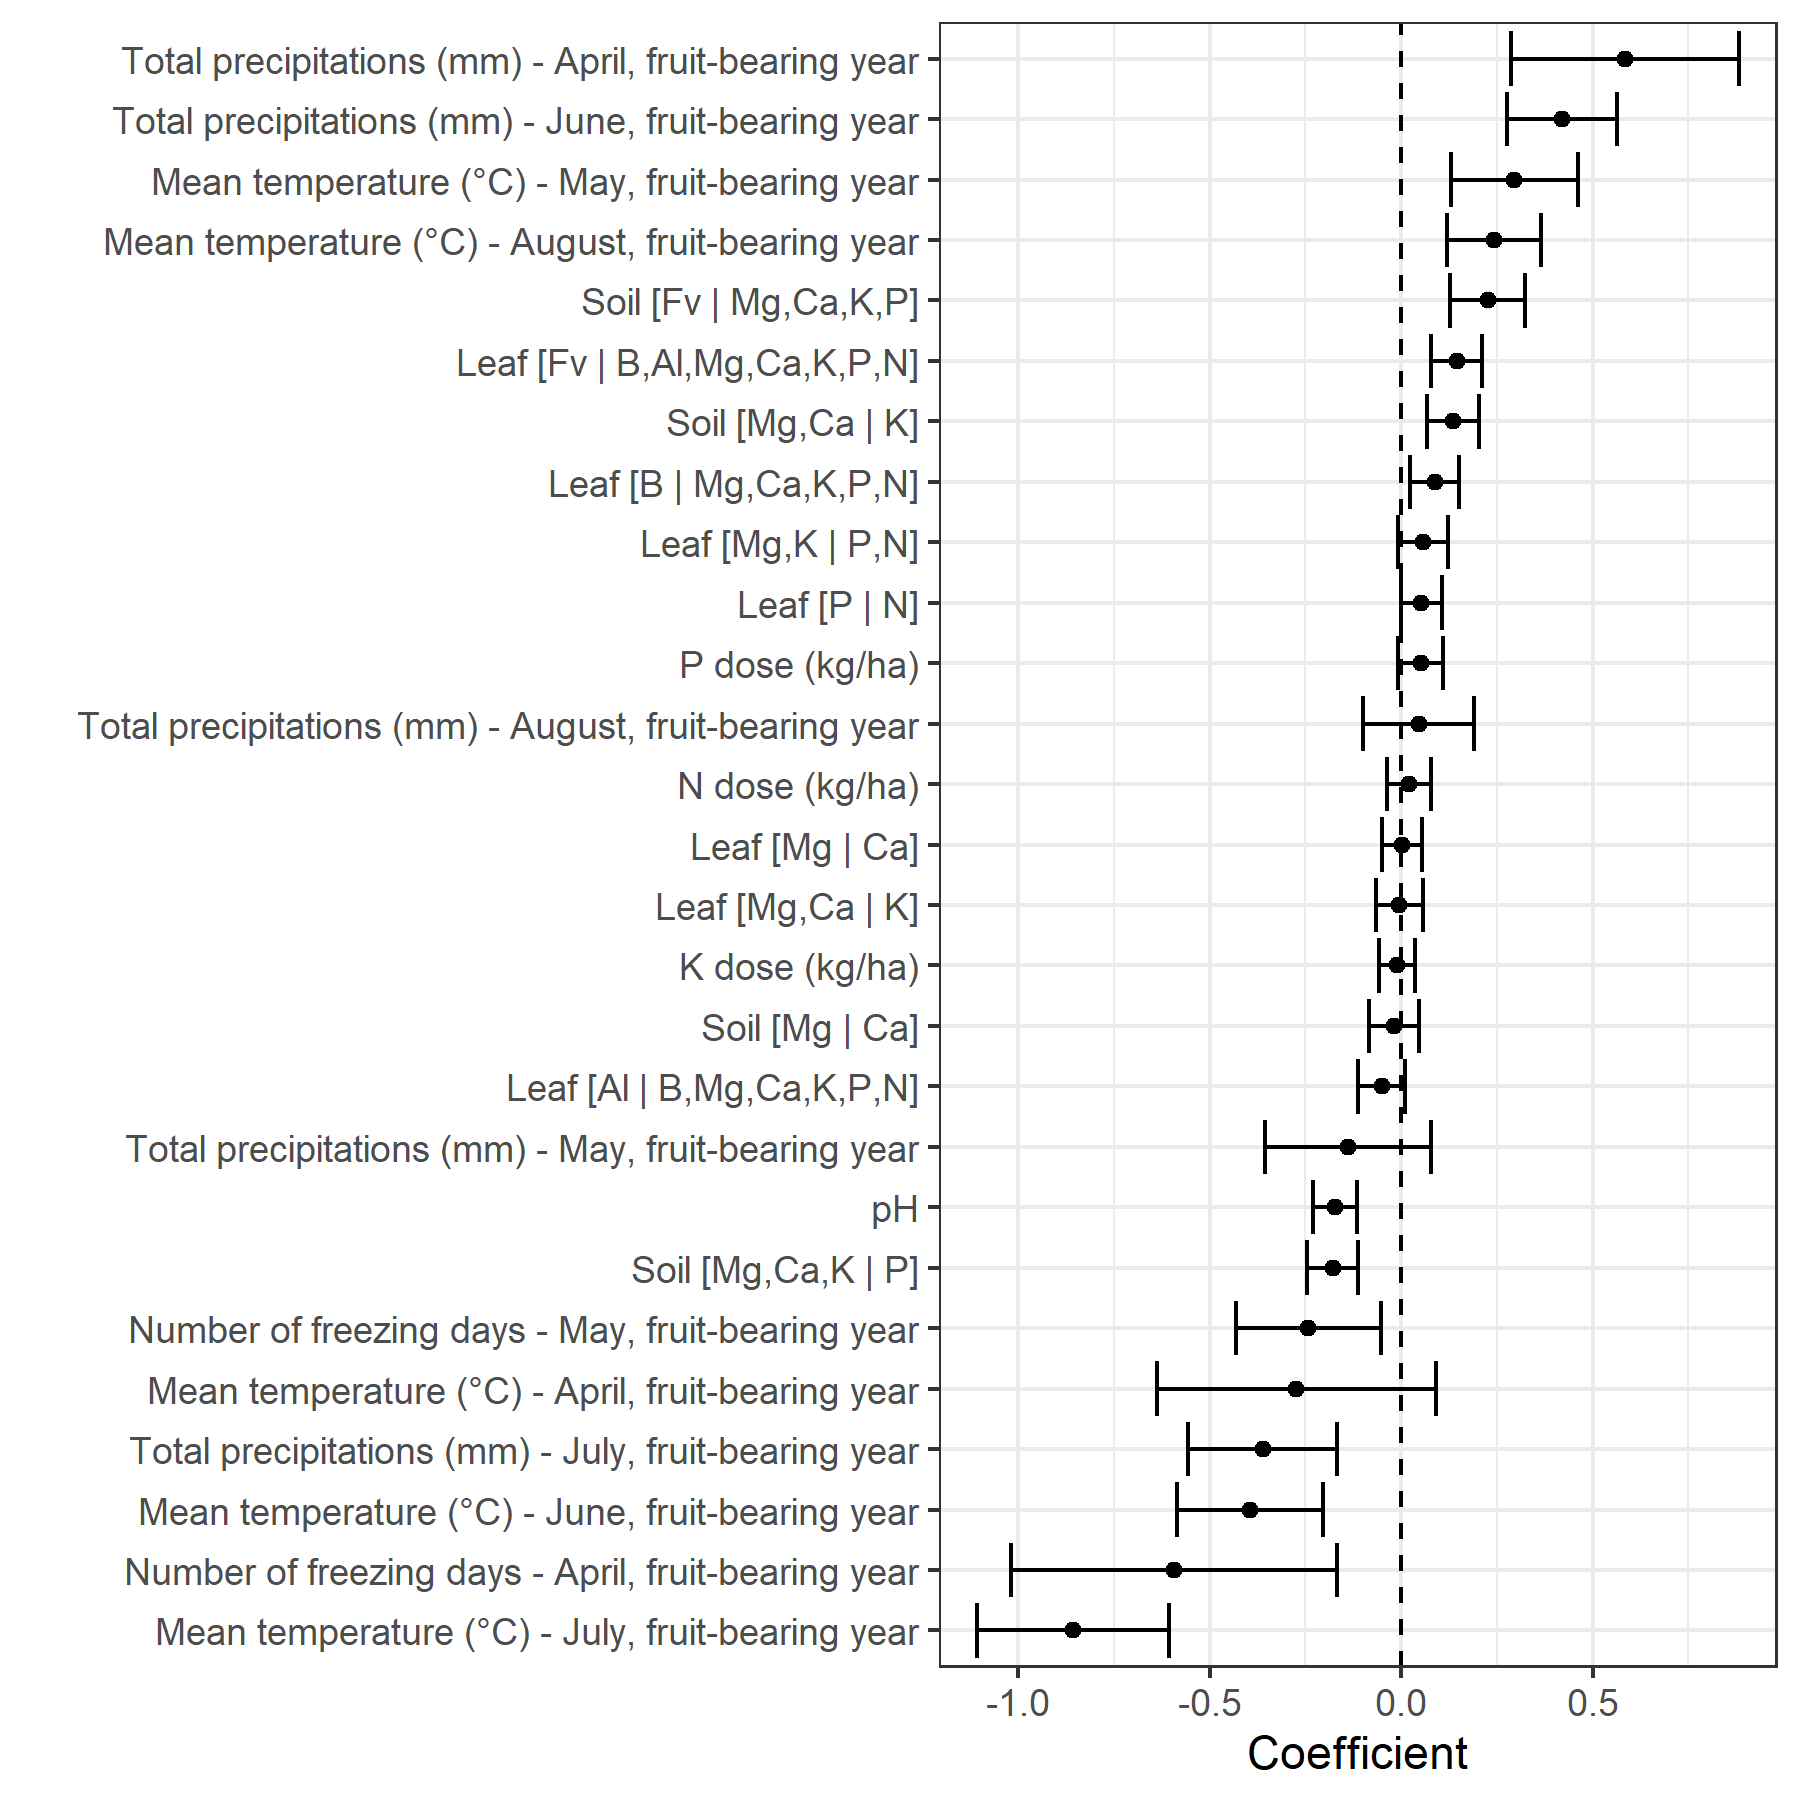 Total precipitations (mm) - April, fruit-bearing year
Total precipitations (mm) - June, fruit-bearing year
Mean temperature (°C) - May, fruit-bearing year
Mean temperature (°C) - August, fruit-bearing year
Soil [Fv | Mg,Ca,K,P]
Leaf [Fv | B,Al,Mg,Ca,K,P,N]
Soil [Mg,Ca | K]
Leaf [B | Mg,Ca,K,P,N]
Leaf [Mg,K | P,N]
Leaf [P | N]
P dose (kg/ha)
Total precipitations (mm) - August, fruit-bearing year
N dose (kg/ha)
Leaf [Mg | Ca]
Leaf [Mg,Ca | K]
K dose (kg/ha)
Soil [Mg | Ca]
Leaf [Al | B,Mg,Ca,K,P,N]
Total precipitations (mm) - May, fruit-bearing year
pH
Soil [Mg,Ca,K | P]
Number of freezing days - May, fruit-bearing year
Mean temperature (°C) - April, fruit-bearing year
Total precipitations (mm) - July, fruit-bearing year
Mean temperature (°C) - June, fruit-bearing year
Number of freezing days - April, fruit-bearing year
Mean temperature (°C) - July, fruit-bearing year
-1.0 -0.5 0.0 0.5
Coefficient